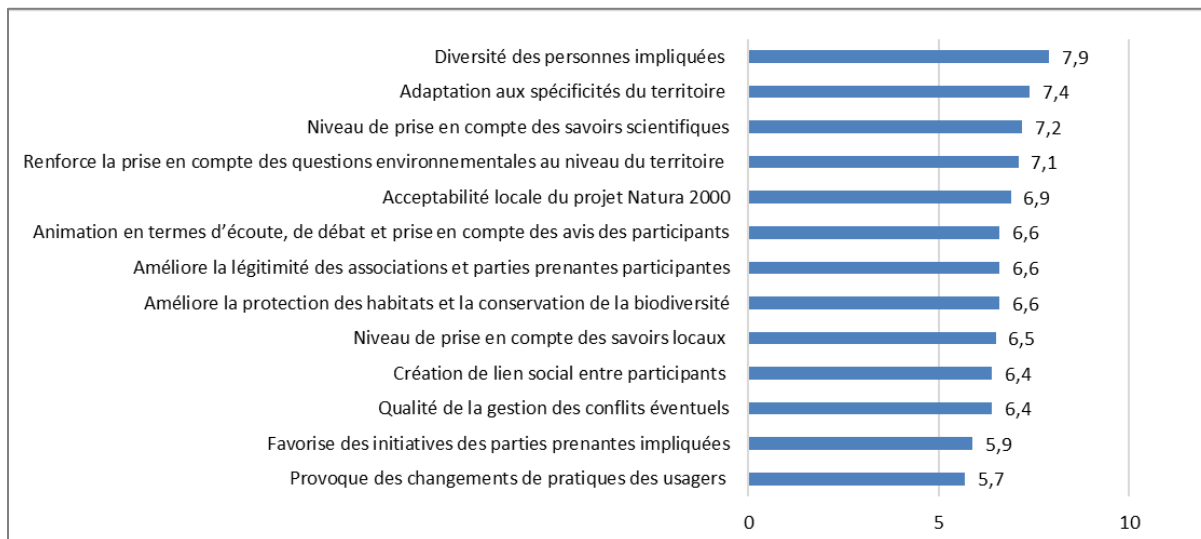 Diversité des personnes impliquées 7,9
Adaptation aux spécificités du territoire 7,4
Niveau de prise en compte des savoirs scientifiques 7,2
Renforce la prise en compte des questions environnementales au niveau du territoire 7,1
Acceptabilité locale du projet Natura 2000 6,9
Animation en termes d’écoute, de débat et prise en compte des avis des participants 6,6
Améliore la légitimité des associations et parties prenantes participantes 6,6
Améliore la protection des habitats et la conservation de la biodiversité 6,6
Niveau de prise en compte des savoirs locaux 6,5
Création de lien social entre participants 6,4
Qualité de la gestion des conflits éventuels 6,4
Favorise des initiatives des parties prenantes impliquées 5,9
Provoque des changements de pratiques des usagers 5,7
0 5 10